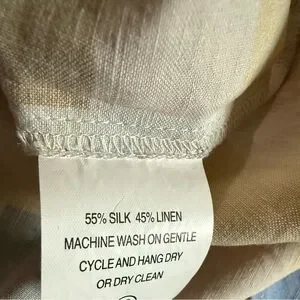 55% SILK 45% LINEN
MACHINE WASH ON GENTLE
CYCLE AND HANG DRY
OR DRY CLEAN